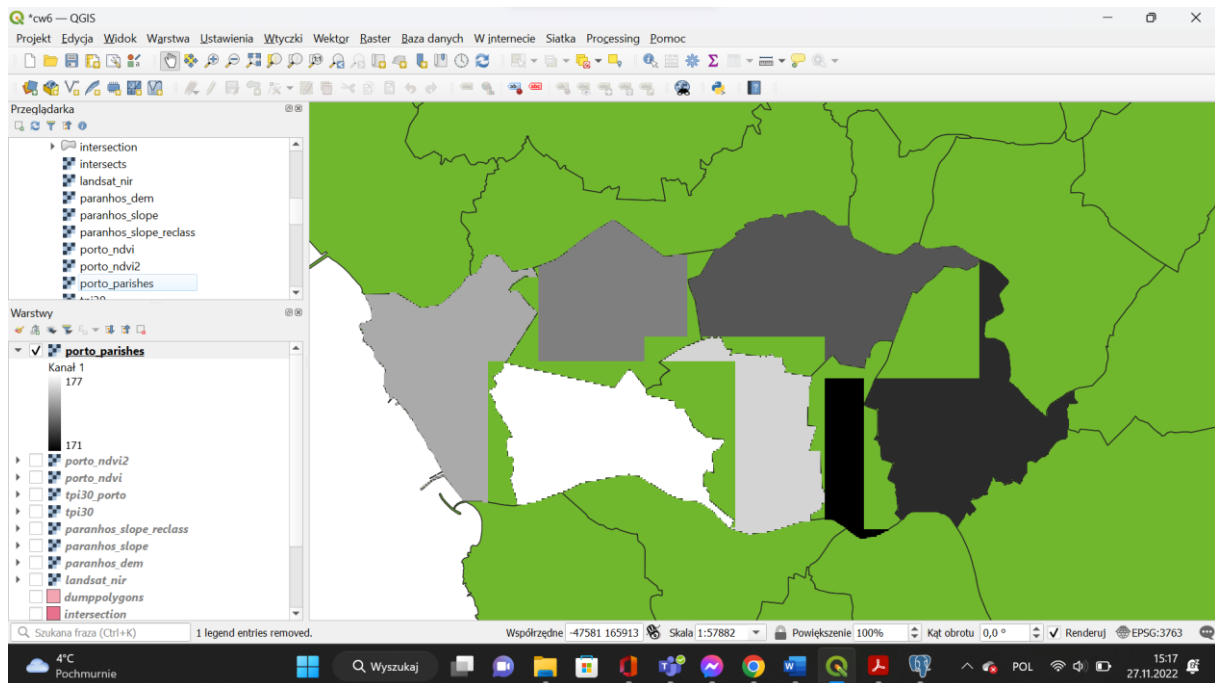 *cw6 — QGIS
Projekt Edycja Widok Warstwa Ustawienia Wtyczki Wektor Raster Baza danych W internecie Siatka Processing Pomoc
Przeglądarka
intersection
intersects
landsat_nir
paranhos_dem
paranhos_slope
paranhos_slope_reclass
porto_ndvi
porto_ndvi2
porto_parishes
Warstwy
porto_parishes
Kanał 1
177
171
porto_ndvi2
porto_ndvi
tpi30_porto
tpi30
paranhos_slope_reclass
paranhos_slope
paranhos_dem
landsat_nir
dumppolygons
intersection
Szukana fraza (Ctrl+K) 1 legend entries removed. Współrzędne -47581 165913 Skala 1:57882 Powiększenie 100% Kąt obrotu 0,0 ° Renderuj EPSG:3763
4°C
Pochmurnie
Wyszukaj
POL
15:17
27.11.2022